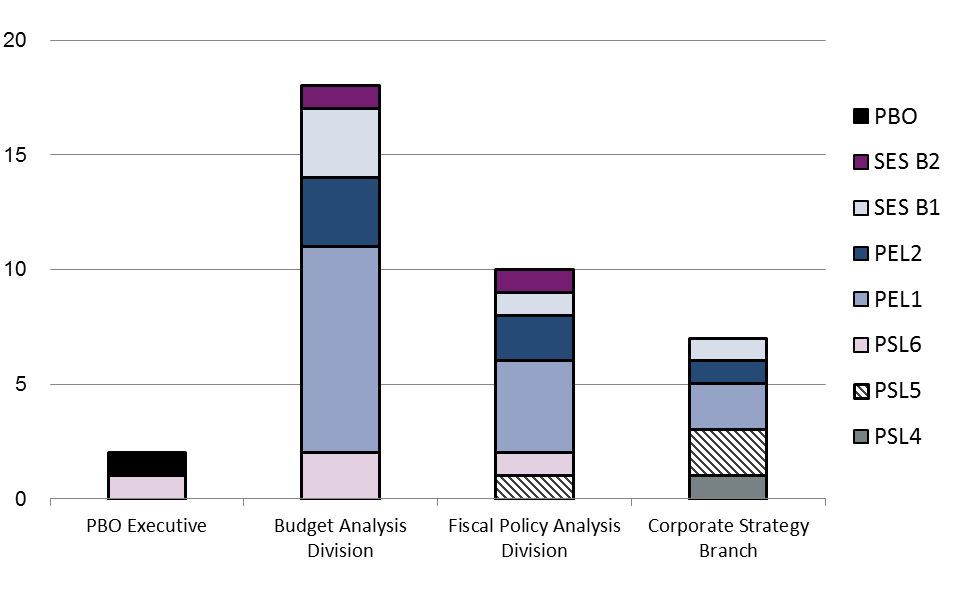 20
15
10
5
0
PBO Executive
Budget Analysis
Division
Fiscal Policy Analysis
Division
Corporate Strategy
Branch
PBO
SES B2
SES B1
PEL2
PEL1
PSL6
PSL5
PSL4